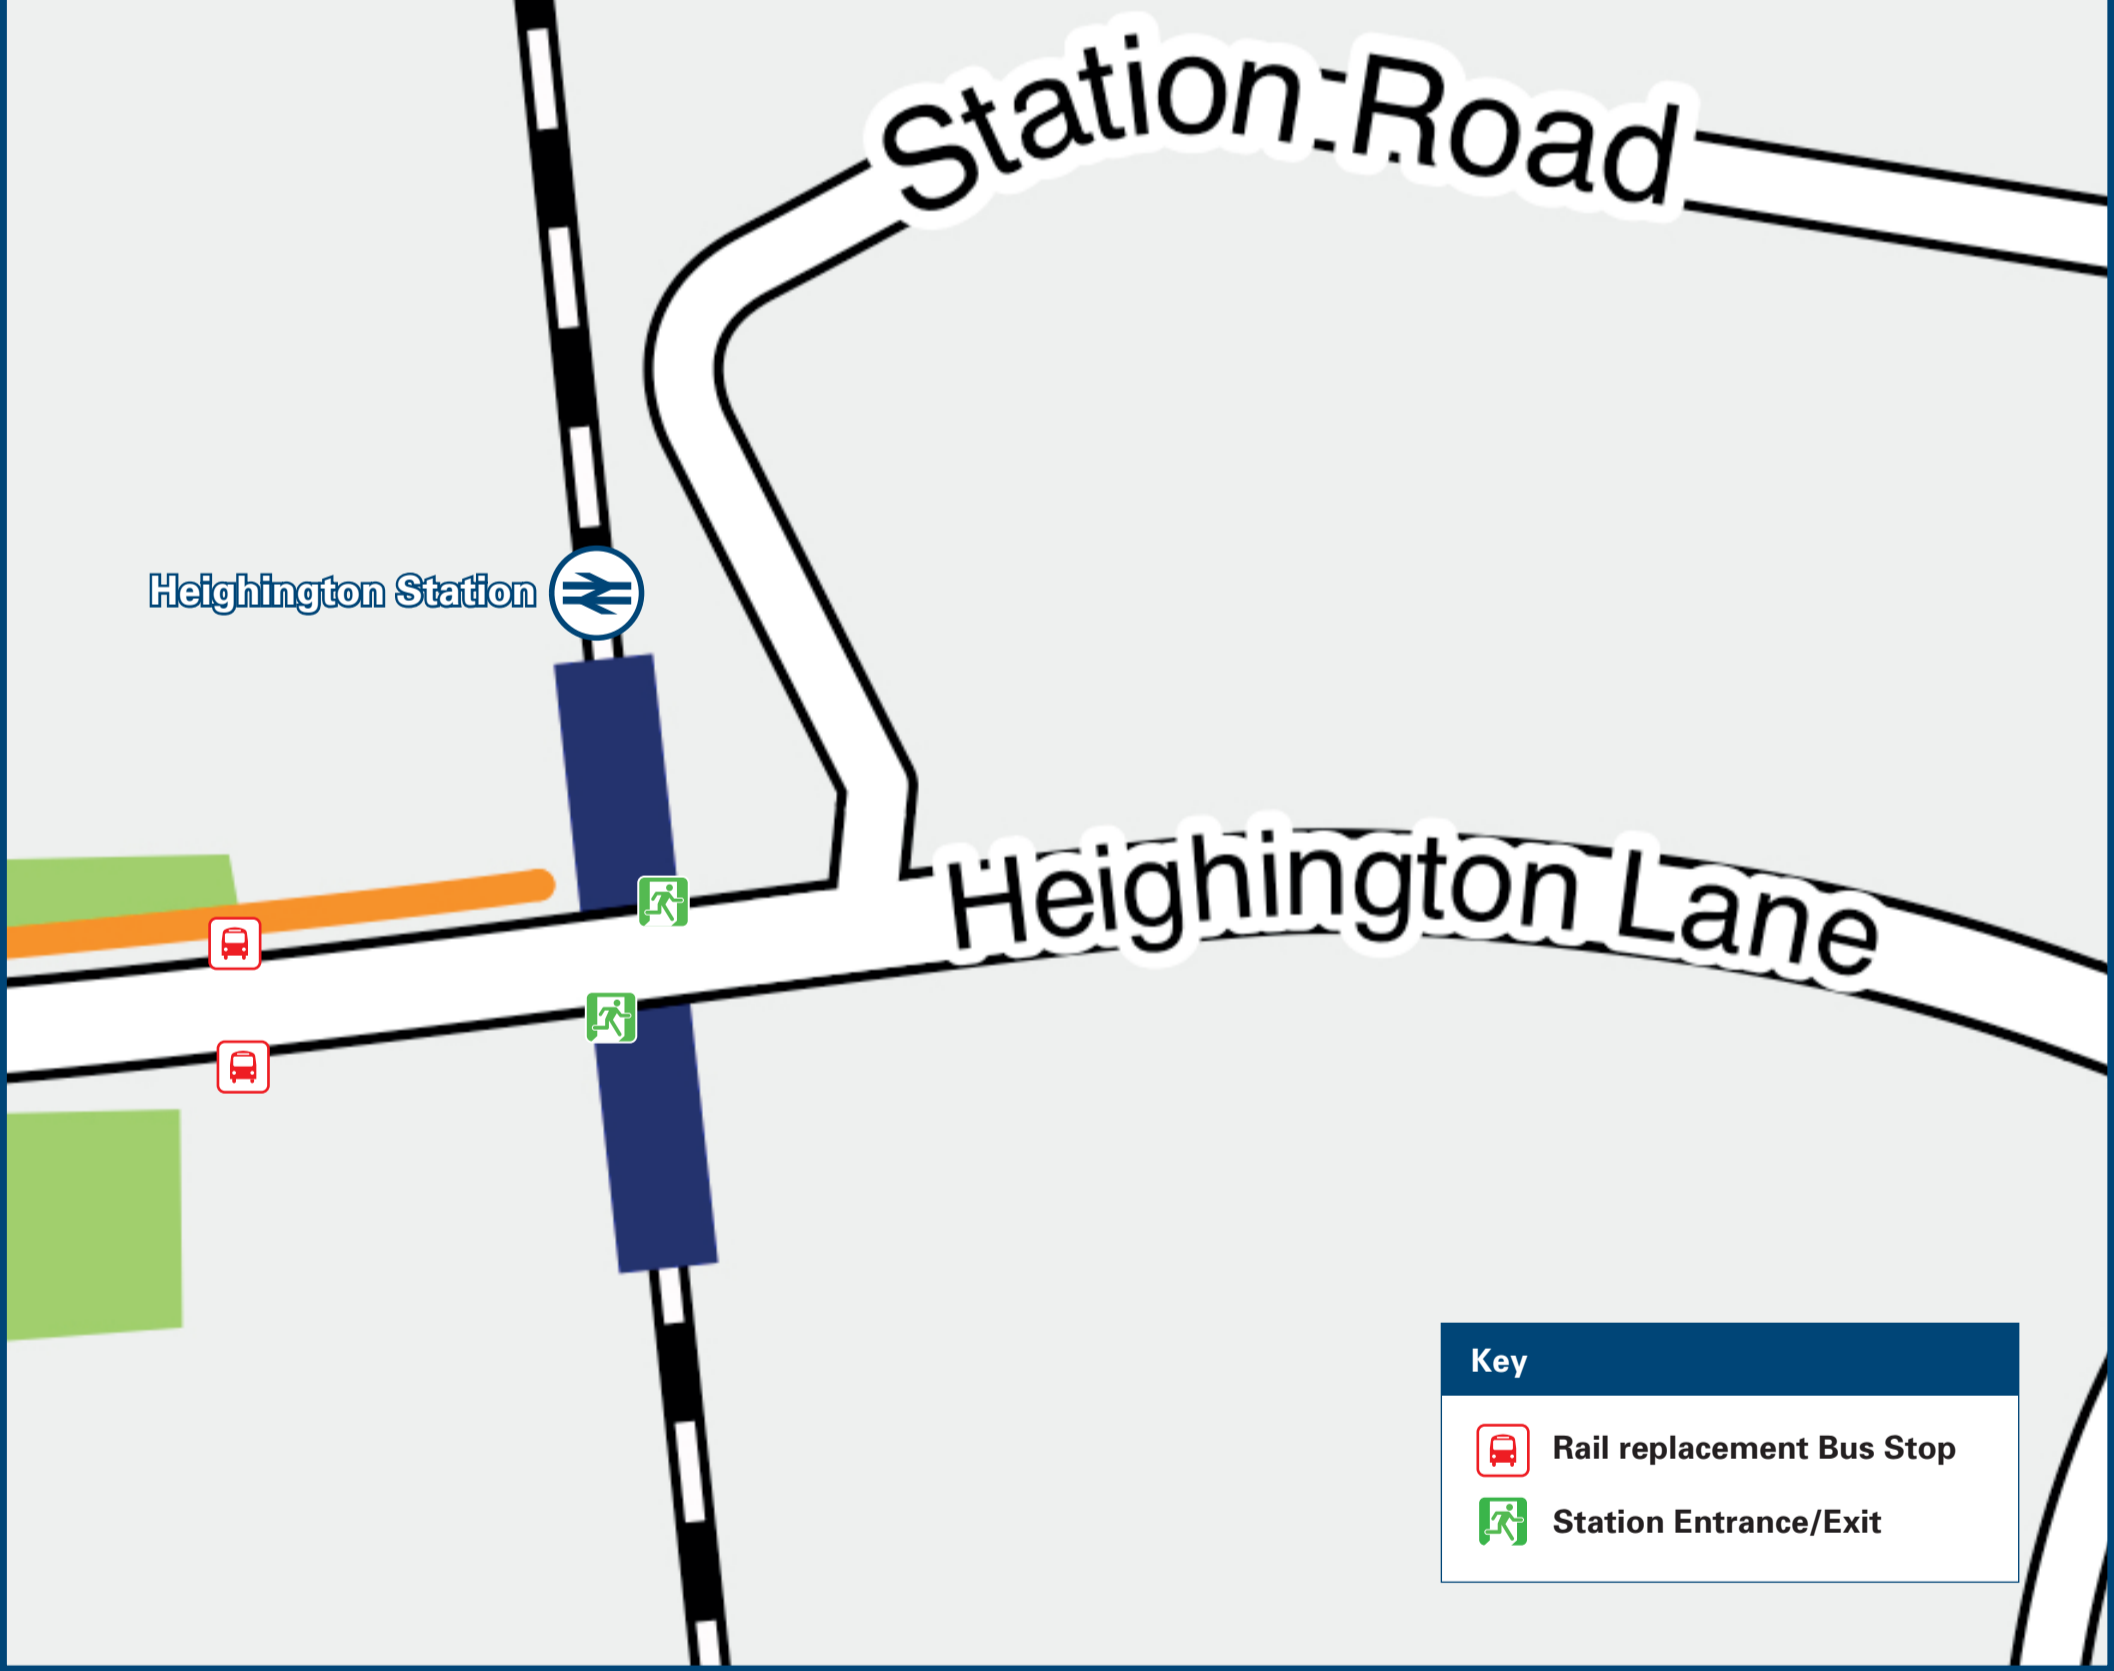 Station Road
Heighington Station
Heighington Lane
Key
Rail replacement Bus Stop
Station Entrance/Exit